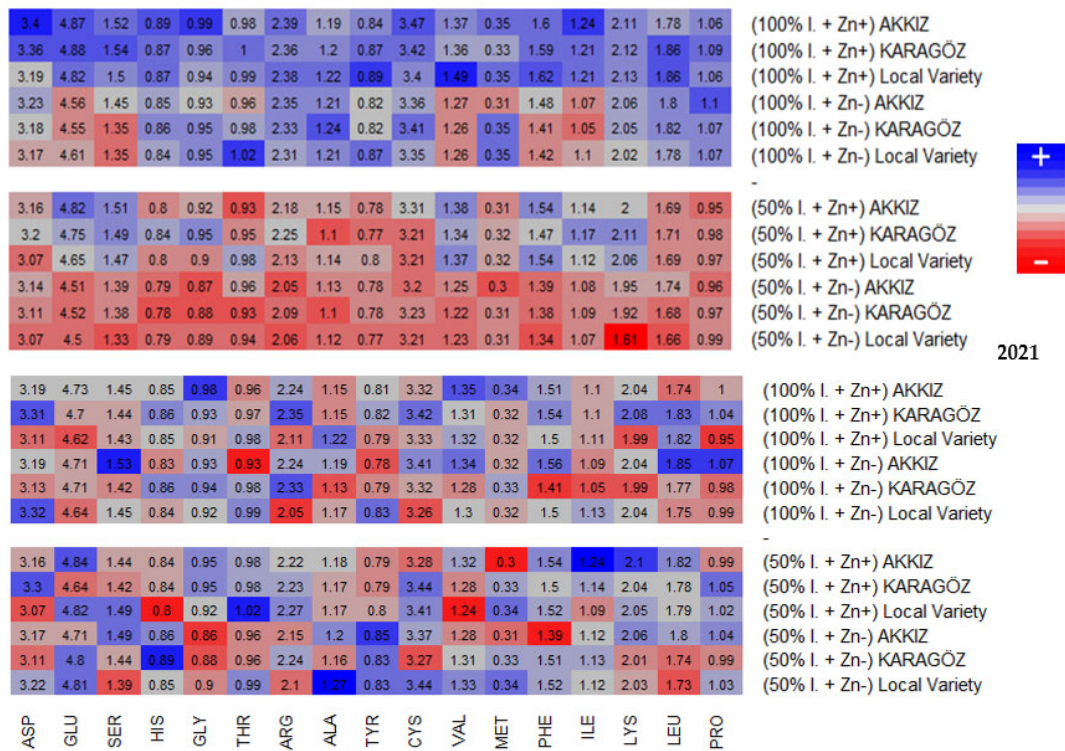 3.4 4.87 1.52 0.89 0.99 0.98 2.39 1.19 0.84 3.47 1.37 0.35 1.6 1.24 2.11 1.78 1.06 (100% I. + Zn+) AKKIZ
3.36 4.88 1.54 0.87 0.96 1 2.36 1.2 0.87 3.42 1.36 0.33 1.59 1.21 2.12 1.86 1.09 (100% I. + Zn+) KARAGÖZ
3.19 4.82 1.5 0.87 0.94 0.99 2.38 1.22 0.89 3.4 1.49 0.35 1.62 1.21 2.13 1.86 1.06 (100% I. + Zn+) Local Variety
3.23 4.56 1.45 0.85 0.93 0.96 2.35 1.21 0.82 3.36 1.27 0.31 1.48 1.07 2.06 1.8 1.1 (100% I. + Zn-) AKKIZ
3.18 4.55 1.35 0.86 0.95 0.98 2.33 1.24 0.82 3.41 1.26 0.35 1.41 1.05 2.05 1.82 1.07 (100% I. + Zn-) KARAGÖZ
3.17 4.61 1.35 0.84 0.95 1.02 2.31 1.21 0.87 3.35 1.26 0.35 1.42 1.1 2.02 1.78 1.07 (100% I. + Zn-) Local Variety
-
+
3.16 4.82 1.51 0.8 0.92 0.93 2.18 1.15 0.78 3.31 1.38 0.31 1.54 1.14 2 1.69 0.95 (50% I. + Zn+) AKKIZ
3.2 4.75 1.49 0.84 0.95 0.95 2.25 1.1 0.77 3.21 1.34 0.32 1.47 1.17 2.11 1.71 0.98 (50% I. + Zn+) KARAGÖZ
3.07 4.65 1.47 0.8 0.9 0.98 2.13 1.14 0.8 3.21 1.37 0.32 1.54 1.12 2.06 1.69 0.97 (50% I. + Zn+) Local Variety
–
3.14 4.51 1.39 0.79 0.87 0.96 2.05 1.13 0.78 3.2 1.25 0.3 1.39 1.08 1.95 1.74 0.96 (50% I. + Zn-) AKKIZ
3.11 4.52 1.38 0.78 0.88 0.93 2.09 1.1 0.78 3.23 1.22 0.31 1.38 1.09 1.92 1.68 0.97 (50% I. + Zn-) KARAGÖZ
3.07 4.5 1.33 0.79 0.89 0.94 2.06 1.12 0.77 3.21 1.23 0.31 1.34 1.07 1.61 1.66 0.99 (50% I. + Zn-) Local Variety
2021
3.19 4.73 1.45 0.85 0.98 0.96 2.24 1.15 0.81 3.32 1.35 0.34 1.51 1.1 2.04 1.74 1 (100% I. + Zn+) AKKIZ
3.31 4.7 1.44 0.86 0.93 0.97 2.35 1.15 0.82 3.42 1.31 0.32 1.54 1.1 2.08 1.83 1.04 (100% I. + Zn+) KARAGÖZ
3.11 4.62 1.43 0.85 0.91 0.98 2.11 1.22 0.79 3.33 1.32 0.32 1.5 1.11 1.99 1.82 0.95 (100% I. + Zn+) Local Variety
3.19 4.71 1.53 0.83 0.93 0.93 2.24 1.19 0.78 3.41 1.34 0.32 1.56 1.09 2.04 1.85 1.07 (100% I. + Zn-) AKKIZ
3.13 4.71 1.42 0.86 0.94 0.98 2.33 1.13 0.79 3.32 1.28 0.33 1.41 1.05 1.99 1.77 0.98 (100% I. + Zn-) KARAGÖZ
3.32 4.64 1.45 0.84 0.92 0.99 2.05 1.17 0.83 3.26 1.3 0.32 1.5 1.13 2.04 1.75 0.99 (100% I. + Zn-) Local Variety
-
3.16 4.84 1.44 0.84 0.95 0.98 2.22 1.18 0.79 3.28 1.32 0.3 1.54 1.24 2.1 1.82 0.99 (50% I. + Zn+) AKKIZ
3.3 4.64 1.42 0.84 0.95 0.98 2.23 1.17 0.79 3.44 1.28 0.33 1.5 1.14 2.04 1.78 1.05 (50% I. + Zn+) KARAGÖZ
3.07 4.82 1.49 0.8 0.92 1.02 2.27 1.17 0.8 3.41 1.24 0.34 1.52 1.09 2.05 1.79 1.02 (50% I. + Zn+) Local Variety
3.17 4.71 1.49 0.86 0.86 0.96 2.15 1.2 0.85 3.37 1.28 0.31 1.39 1.12 2.06 1.8 1.04 (50% I. + Zn-) AKKIZ
3.11 4.8 1.44 0.89 0.88 0.96 2.24 1.16 0.83 3.27 1.31 0.33 1.51 1.13 2.01 1.74 0.99 (50% I. + Zn-) KARAGÖZ
3.22 4.81 1.39 0.85 0.9 0.99 2.1 1.27 0.83 3.44 1.33 0.34 1.52 1.12 2.03 1.73 1.03 (50% I. + Zn-) Local Variety
ASP GLU SER HIS GLY THR ARG ALA TYR CYS VAL MET PHE ILE LYS LEU PRO